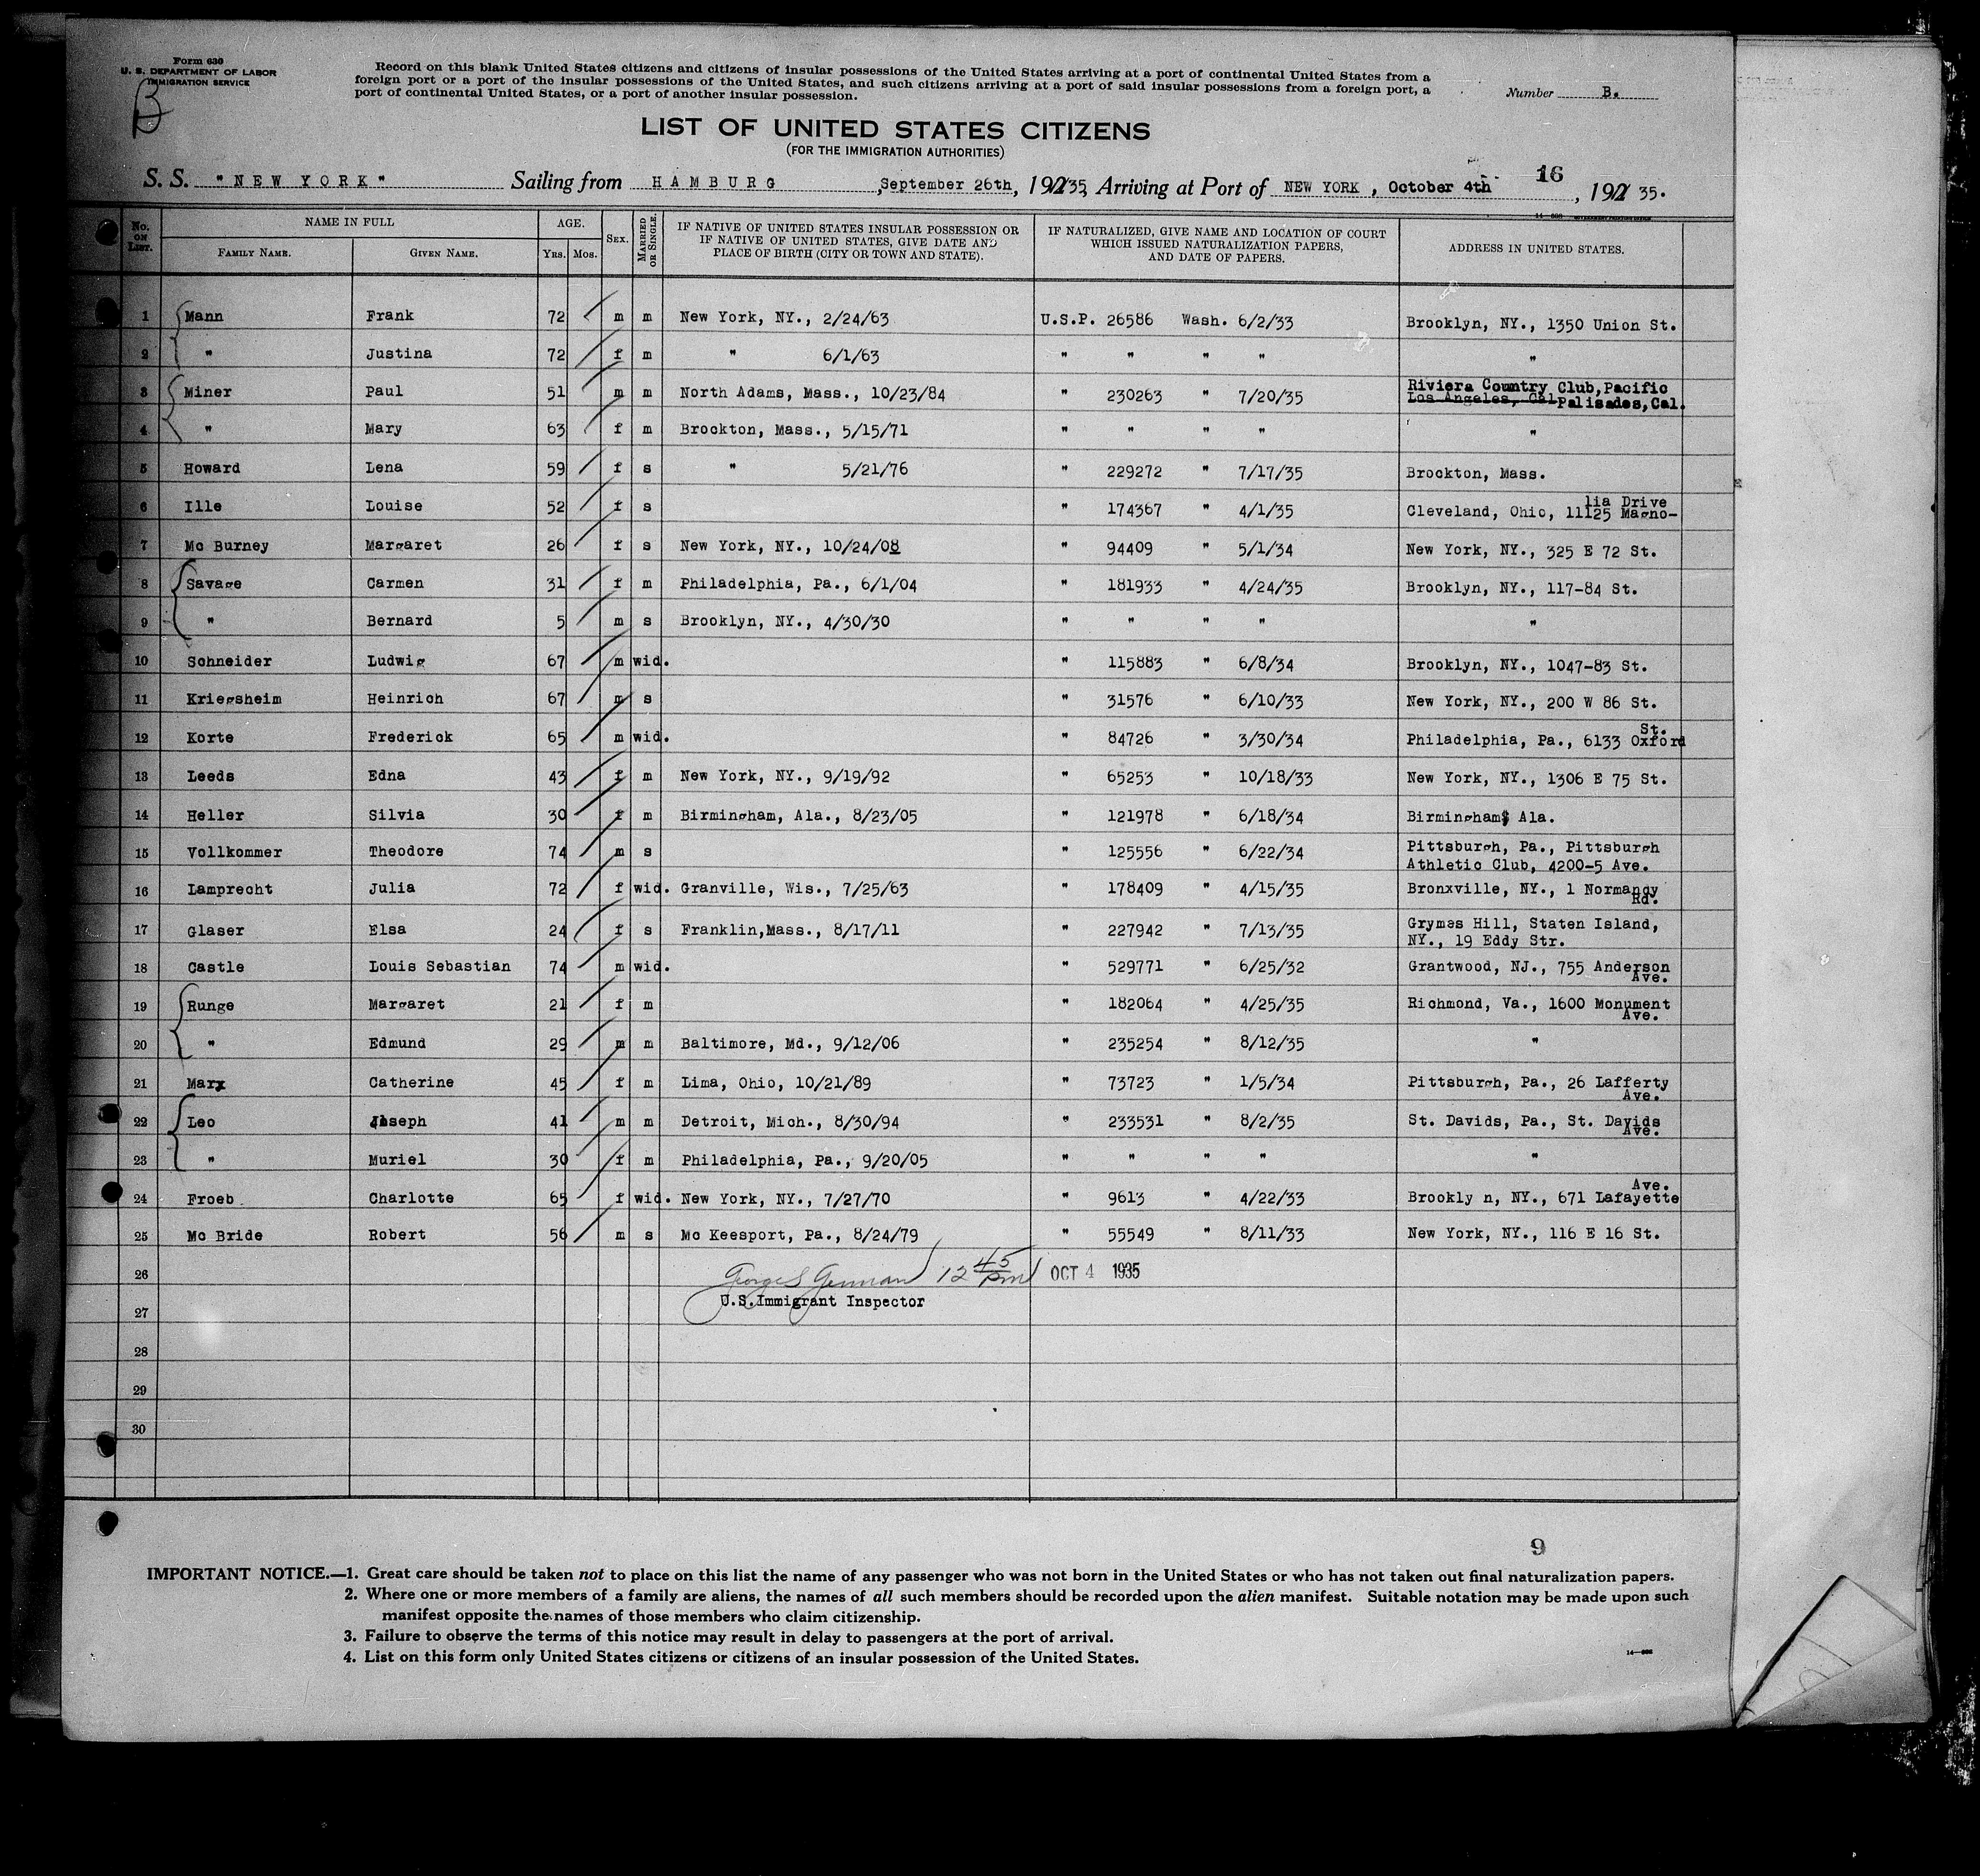 Form 630
U. S. DEPARTMENT OF LABOR
IMMIGRATION SERVICE
B
Record on this blank United States citizens and citizens of insular possessions of the United States arriving at a port of continental United States from a
foreign port or a port of the insular possessions of the United States, and such citizens arriving at a port of said insular possessions from a foreign port, a
port of continental United States, or a port of another insular possession.
Number B.
LIST OF UNITED STATES CITIZENS
(FOR THE IMMIGRATION AUTHORITIES)
16
S. S. "NEW YORK" Sailing from HAMBURG, September 26th, 1935, Arriving at Port of NEW YORK, October 4th, 192 35.
No. ON LIST. NAME IN FULL AGE. SEX. MARRIED OR SINGLE. IF NATIVE OF UNITED STATES INSULAR POSSESSION OR IF NATIVE OF UNITED STATES, GIVE DATE AND PLACE OF BIRTH (CITY OR TOWN AND STATE). IF NATURALIZED, GIVE NAME AND LOCATION OF COURT WHICH ISSUED NATURALIZATION PAPERS, AND DATE OF PAPERS. ADDRESS IN UNITED STATES.
FAMILY NAME. GIVEN NAME. YRS. MOS.
1 Mann Frank 72 m m New York, NY., 2/24/63 U.S.P. 26586 Wash. 6/2/33 Brooklyn, NY., 1350 Union St.
2 " Justina 72 f m " 6/1/63 " " " " "
3 Miner Paul 51 m m North Adams, Mass., 10/23/84 " 230263 " 7/20/35 Riviera Country Club,Pacific
Los Angeles, Cal Palisades,Cal.
4 " Mary 63 f m Brockton, Mass., 5/15/71 " " " " "
5 Howard Lena 59 f s " 5/21/76 " 229272 " 7/17/35 Brockton, Mass.
6 Ille Louise 52 f s " 174367 " 4/1/35 Cleveland, Ohio, 11125 Magno-
lia Drive
7 Mc Burney Margaret 26 f s New York, NY., 10/24/08 " 94409 " 5/1/34 New York, NY., 325 E 72 St.
8 Savage Carmen 31 f m Philadelphia, Pa., 6/1/04 " 181933 " 4/24/35 Brooklyn, NY., 117-84 St.
9 " Bernard 5 m s Brooklyn, NY., 4/30/30 " " " " "
10 Schneider Ludwig 67 m wid. " 115883 " 6/8/34 Brooklyn, NY., 1047-83 St.
11 Kriegsheim Heinrich 67 m s " 31576 " 6/10/33 New York, NY., 200 W 86 St.
12 Korte Frederick 65 m wid. " 84726 " 3/30/34 Philadelphia, Pa., 6133 Oxford
St.
13 Leeds Edna 43 f m New York, NY., 9/19/92 " 65253 " 10/18/33 New York, NY., 1306 E 75 St.
14 Heller Silvia 30 f m Birmingham, Ala., 8/23/05 " 121978 " 6/18/34 Birmingham, Ala.
15 Vollkommer Theodore 74 m s " 125556 " 6/22/34 Pittsburgh, Pa., Pittsburgh
Athletic Club, 4200-5 Ave.
16 Lamprecht Julia 72 f wid. Granville, Wis., 7/25/63 " 178409 " 4/15/35 Bronxville, NY., 1 Normandy
Rd.
17 Glaser Elsa 24 f s Franklin,Mass., 8/17/11 " 227942 " 7/13/35 Grymes Hill, Staten Island,
NY., 19 Eddy Str.
18 Castle Louis Sebastian 74 m wid. " 529771 " 6/25/32 Grantwood, NJ., 755 Anderson
Ave.
19 Runge Margaret 21 f m " 182064 " 4/25/35 Richmond, Va., 1600 Monument
Ave.
20 " Edmund 29 m m Baltimore, Md., 9/12/06 " 235254 " 8/12/35 "
21 Marx Catherine 45 f m Lima, Ohio, 10/21/89 " 73723 " 1/5/34 Pittsburgh, Pa., 26 Lafferty
Ave.
22 Leo Joseph 41 m m Detroit, Mich., 8/30/94 " 233531 " 8/2/35 St. Davids, Pa., St. Davids
Ave.
23 " Muriel 30 f m Philadelphia, Pa., 9/20/05 " " " " "
24 Froeb Charlotte 65 f wid. New York, NY., 7/27/70 " 9613 " 4/22/33 Brookly n, NY., 671 Lafayette
Ave.
25 Mc Bride Robert 56 m s Mc Keesport, Pa., 8/24/79 " 55549 " 8/11/33 New York, NY., 116 E 16 St.
26 George S 12 45 pm OCT 4 1935
27 U.S.Immigrant Inspector
28
29
30
9
IMPORTANT NOTICE.—1. Great care should be taken not to place on this list the name of any passenger who was not born in the United States or who has not taken out final naturalization papers.
2. Where one or more members of a family are aliens, the names of all such members should be recorded upon the alien manifest. Suitable notation may be made upon such
manifest opposite the names of those members who claim citizenship.
3. Failure to observe the terms of this notice may result in delay to passengers at the port of arrival.
4. List on this form only United States citizens or citizens of an insular possession of the United States.